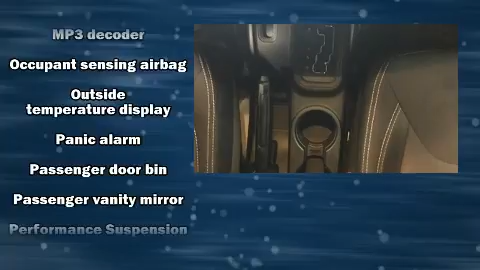 MP3 decoder
Occupant sensing airbag
Outside
temperature display
Panic alarm
Passenger door bin
Passenger vanity mirror
Performance Suspension